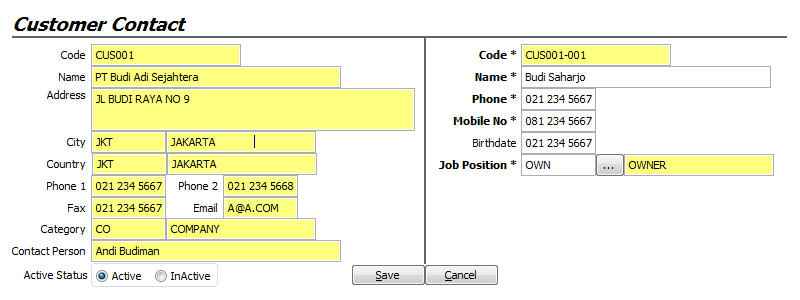 Customer Contact
Code CUS001
Name PT Budi Adi Sejahtera
Address JL BUDI RAYA NO 9
City JKT JAKARTA
Country JKT JAKARTA
Phone 1 021 234 5667 Phone 2 021 234 5668
Fax 021 234 5667 Email A@A.COM
Category CO COMPANY
Contact Person Andi Budiman
Active Status Active InActive
Code * CUS001-001
Name * Budi Saharjo
Phone * 021 234 5667
Mobile No * 081 234 5667
Birthdate 021 234 5667
Job Position * OWN ... OWNER
Save Cancel